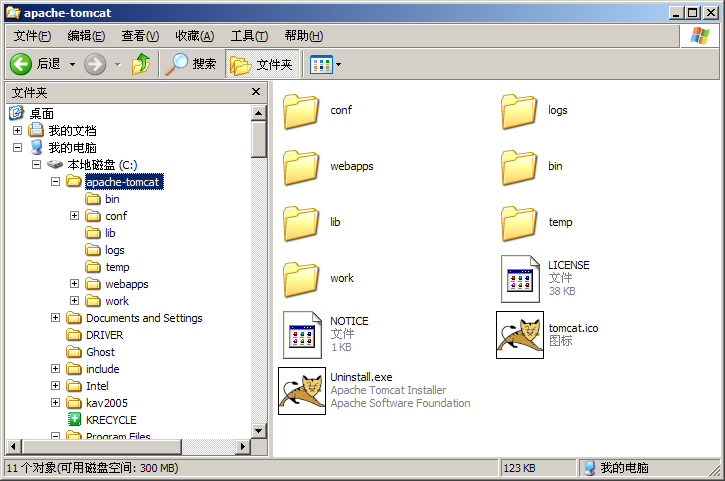 apache-tomcat
文件(F) 编辑(E) 查看(V) 收藏(A) 工具(T) 帮助(H)
后退 搜索 文件夹
文件夹
桌面
我的文档
我的电脑
本地磁盘 (C:)
apache-tomcat
bin
conf
lib
logs
temp
webapps
work
Documents and Settings
DRIVER
Ghost
include
Intel
kav2005
KRECYCLE
Program Files
conf
logs
webapps
bin
lib
temp
work
LICENSE
文件
38 KB
NOTICE
文件
1 KB
tomcat.ico
图标
Uninstall.exe
Apache Tomcat Installer
Apache Software Foundation
11 个对象(可用磁盘空间: 300 MB) 123 KB 我的电脑